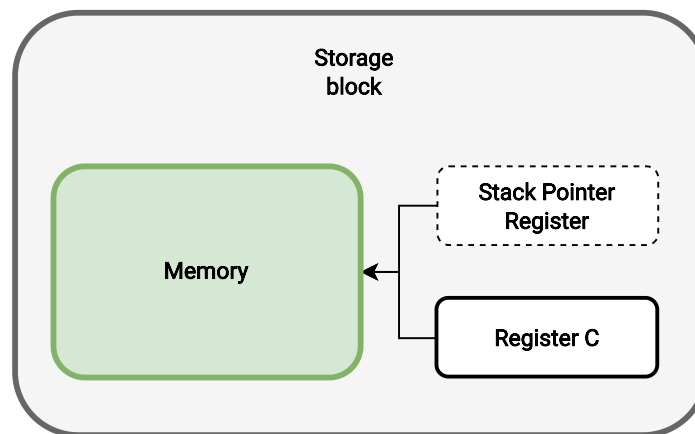 Storage
block
Stack Pointer
Register
Memory
Register C